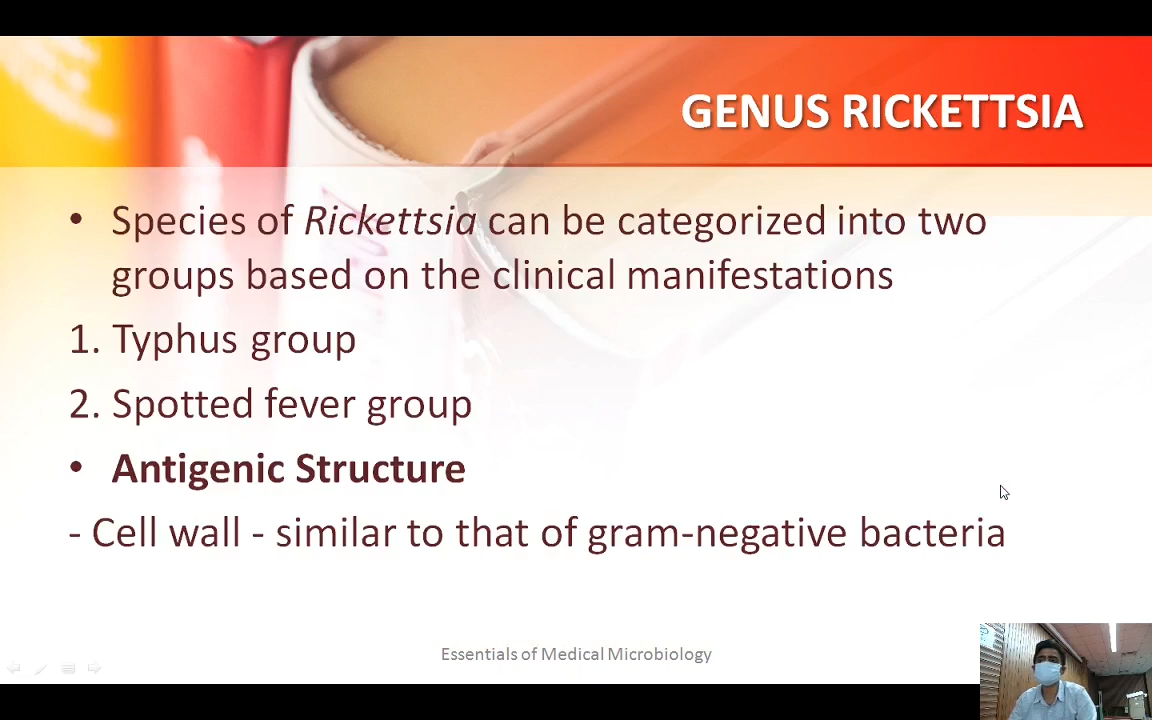 GENUS RICKETTSIA
• Species of Rickettsia can be categorized into two
groups based on the clinical manifestations
1. Typhus group
2. Spotted fever group
• Antigenic Structure
- Cell wall - similar to that of gram-negative bacteria
Essentials of Medical Microbiology